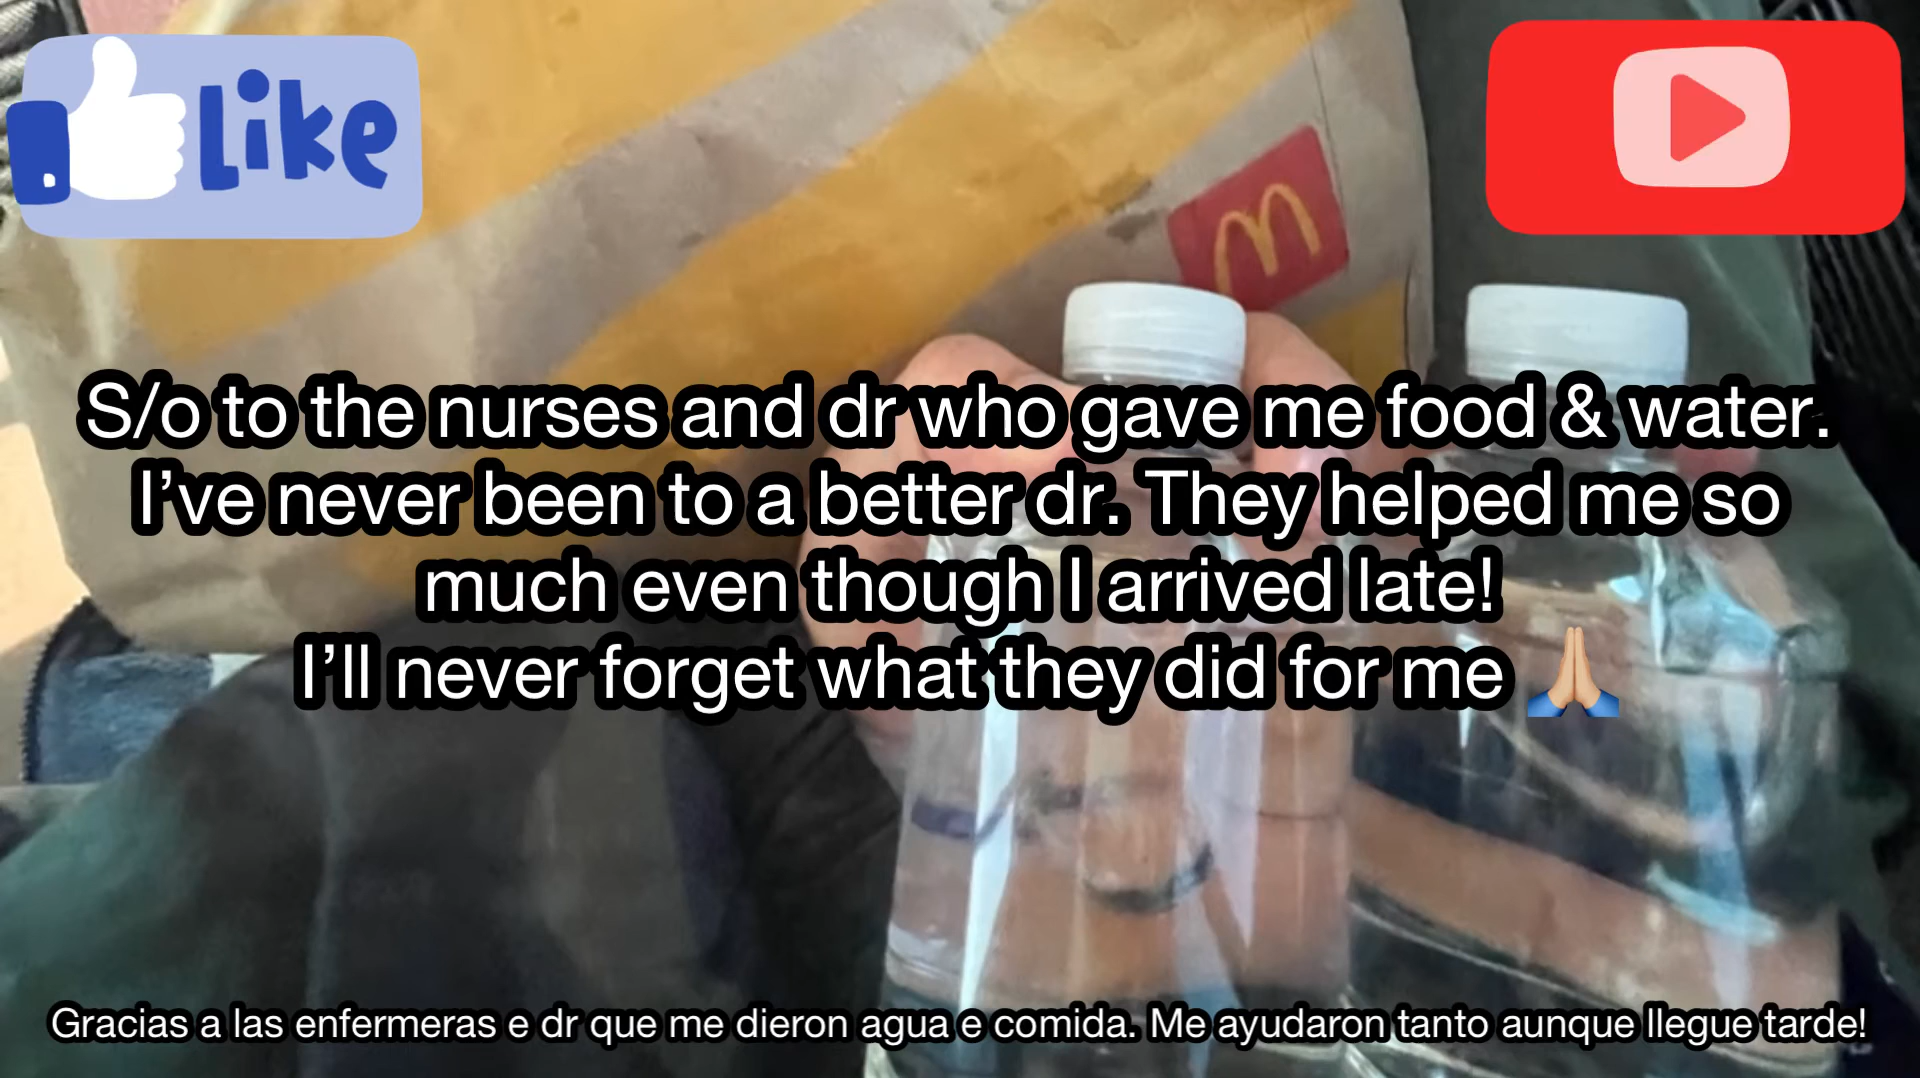 Like
S/o to the nurses and dr who gave me food & water.
I’ve never been to a better dr. They helped me so
much even though I arrived late!
I’ll never forget what they did for me 🙏🏼
Gracias a las enfermeras e dr que me dieron agua e comida. Me ayudaron tanto aunque llegue tarde!